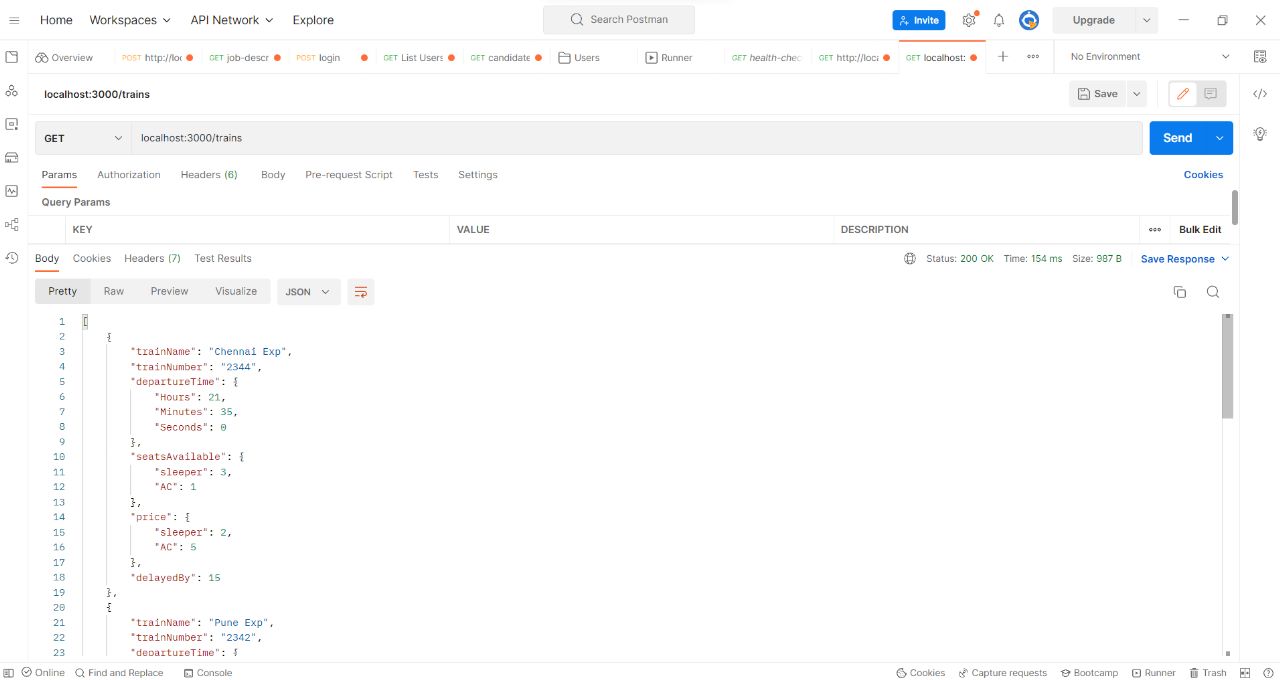 Home Workspaces API Network Explore Search Postman Invite Upgrade
Overview POST http://loc GET job-descr POST login GET List Users GET candidate Users Runner GET health-chec GET http://loca GET localhost: No Environment
localhost:3000/trains Save
GET localhost:3000/trains Send
Params Authorization Headers (6) Body Pre-request Script Tests Settings Cookies
Query Params
KEY VALUE DESCRIPTION Bulk Edit
Body Cookies Headers (7) Test Results Status: 200 OK Time: 154 ms Size: 987 B Save Response
Pretty Raw Preview Visualize JSON
1 [
2 {
3 "trainName": "Chennai Exp",
4 "trainNumber": "2344",
5 "departureTime": {
6 "Hours": 21,
7 "Minutes": 35,
8 "Seconds": 0
9 },
10 "seatsAvailable": {
11 "sleeper": 3,
12 "AC": 1
13 },
14 "price": {
15 "sleeper": 2,
16 "AC": 5
17 },
18 "delayedBy": 15
19 },
20 {
21 "trainName": "Pune Exp",
22 "trainNumber": "2342",
23 "departureTime": {
Online Find and Replace Console Cookies Capture requests Bootcamp Runner Trash